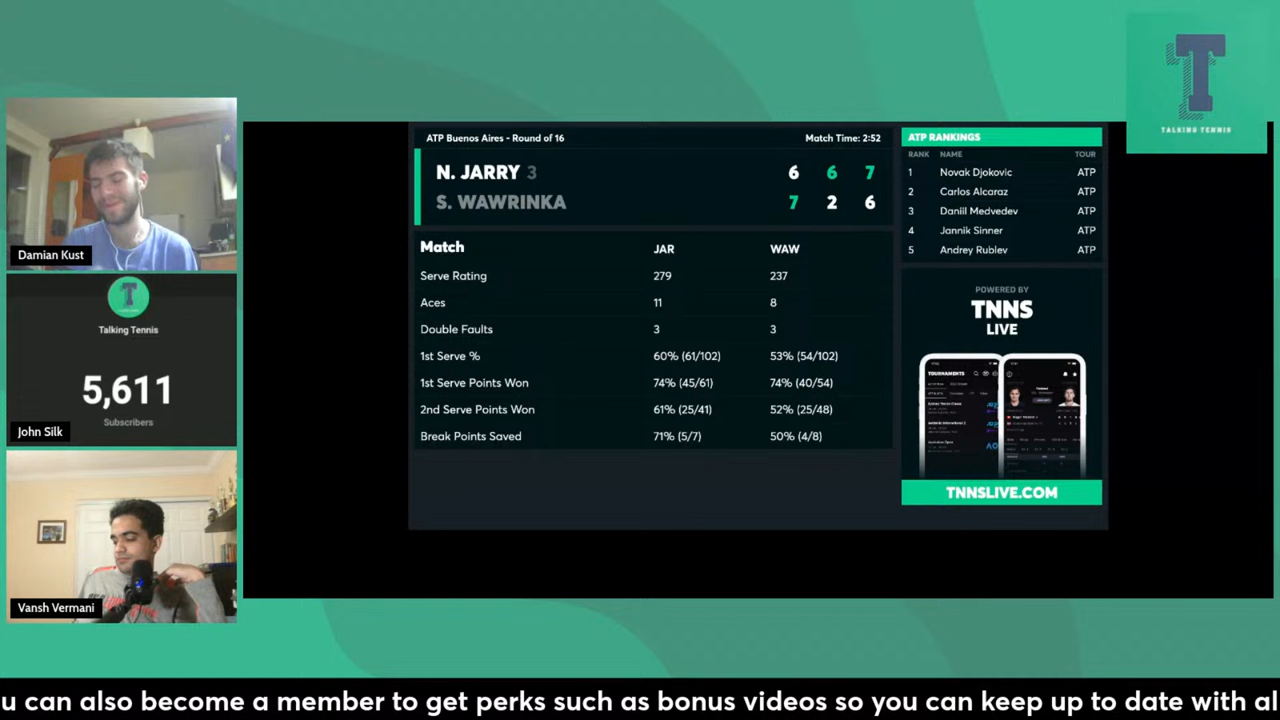 T
TALKING TENNIS
Damian Kust
T
Talking Tennis
5,611
Subscribers
John Silk
Vansh Vermani
ATP Buenos Aires - Round of 16
Match Time: 2:52
N. JARRY 3 6 6 7
S. WAWRINKA 7 2 6
Match JAR WAW
Serve Rating 279 237
Aces 11 8
Double Faults 3 3
1st Serve % 60% (61/102) 53% (54/102)
1st Serve Points Won 74% (45/61) 74% (40/54)
2nd Serve Points Won 61% (25/41) 52% (25/48)
Break Points Saved 71% (5/7) 50% (4/8)
ATP RANKINGS
RANK NAME TOUR
1 Novak Djokovic ATP
2 Carlos Alcaraz ATP
3 Daniil Medvedev ATP
4 Jannik Sinner ATP
5 Andrey Rublev ATP
POWERED BY
TNNS
LIVE
TOURNAMENTS
TNNSLIVE.COM
u can also become a member to get perks such as bonus videos so you can keep up to date with al